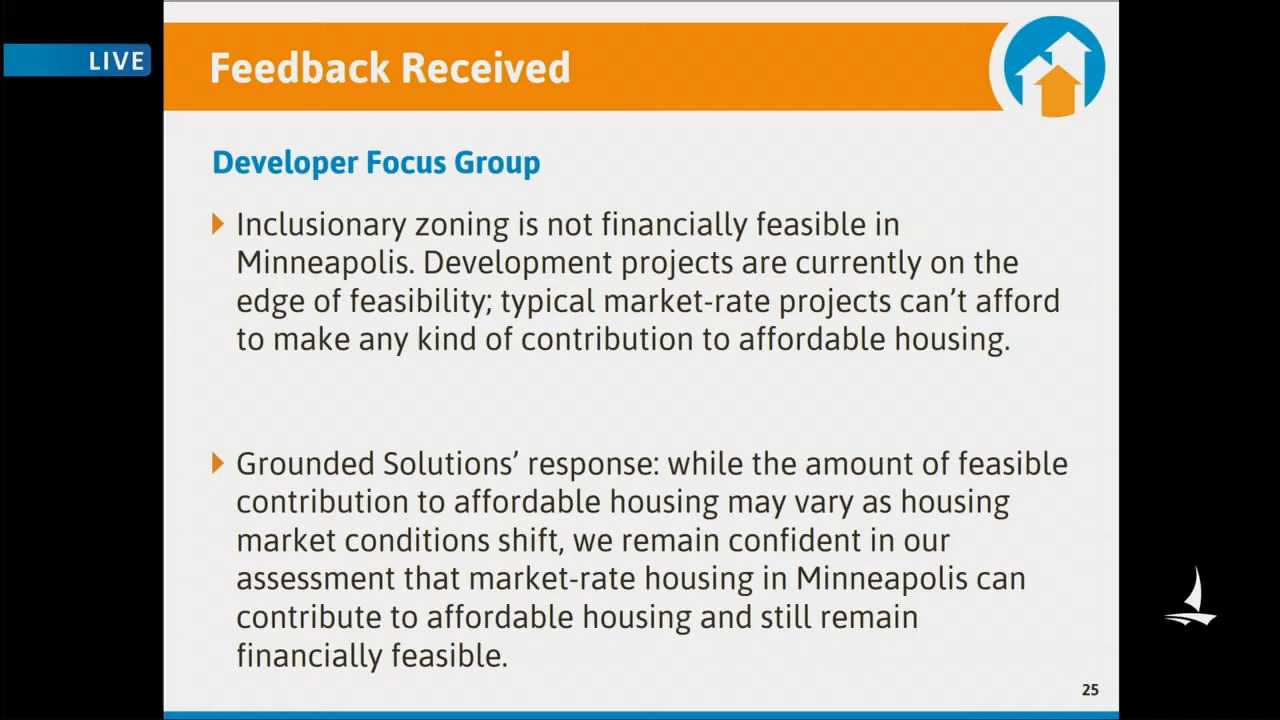 LIVE
Feedback Received
Developer Focus Group
Inclusionary zoning is not financially feasible in
Minneapolis. Development projects are currently on the
edge of feasibility; typical market-rate projects can’t afford
to make any kind of contribution to affordable housing.
Grounded Solutions’ response: while the amount of feasible
contribution to affordable housing may vary as housing
market conditions shift, we remain confident in our
assessment that market-rate housing in Minneapolis can
contribute to affordable housing and still remain
financially feasible.
25